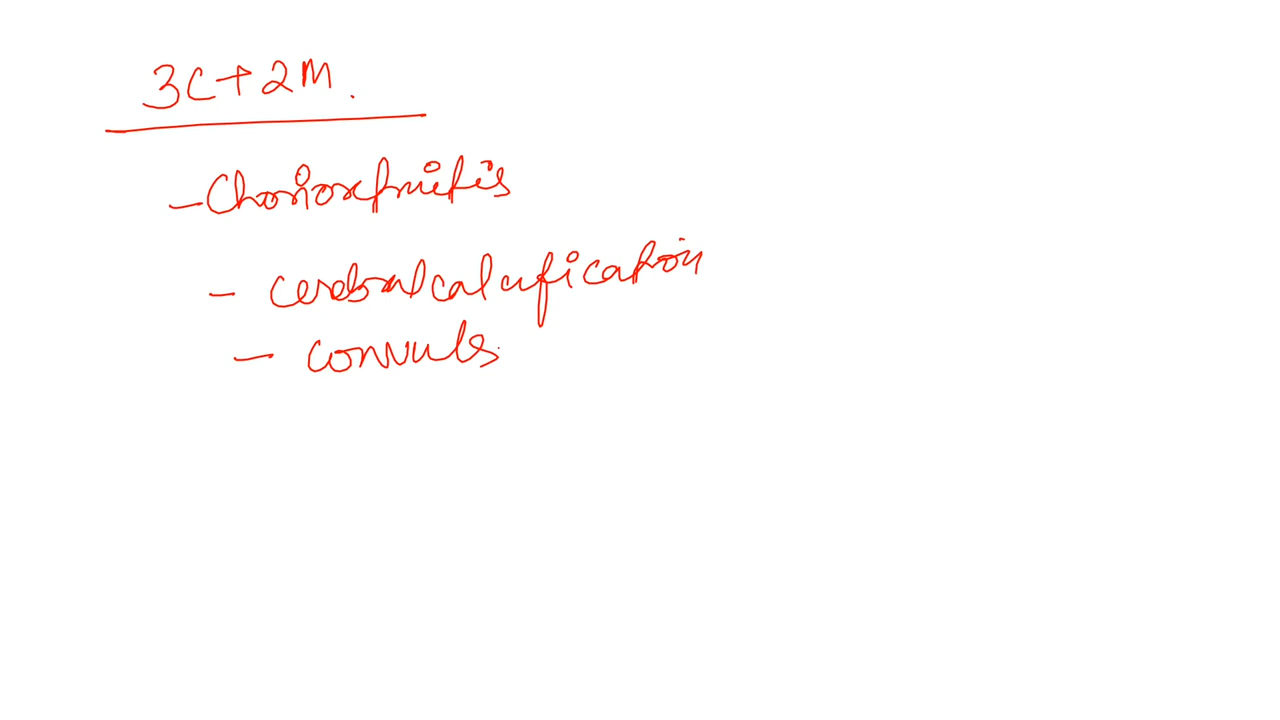 3C+2M.
- Chorioretinitis
- cerebral calcification
- convuls